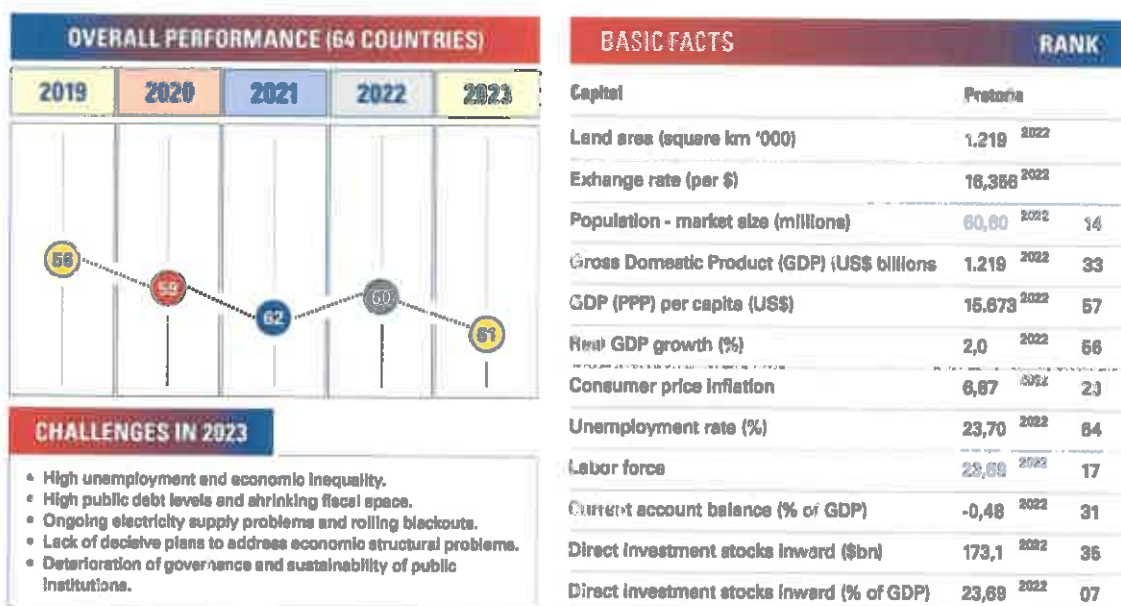 OVERALL PERFORMANCE (64 COUNTRIES)
2019 2020 2021 2022 2023
56
59
62
60
61
CHALLENGES IN 2023
• High unemployment and economic inequality.
• High public debt levels and shrinking fiscal space.
• Ongoing electricity supply problems and rolling blackouts.
• Lack of decisive plans to address economic structural problems.
• Deterioration of governance and sustainability of public
institutions.
BASIC FACTS RANK
Capital Pretoria
Land area (square km '000) 1.219 2022
Exhange rate (per $) 2022
Population - market size (millions) 60,60 2022 14
Gross Domestic Product (GDP) (US$ billions 1.219 2022 33
GDP (PPP) per capita (US$) 15.673 2022 57
Real GDP growth (%) 2,0 2022 56
Consumer price inflation 6,87 2022 23
Unemployment rate (%) 23,70 2022 64
Labor force 23,69 2022 17
Current account balance (% of GDP) -0,48 2022 31
Direct investment stocks inward ($bn) 173,1 2022 35
Direct investment stocks inward (% of GDP) 23,69 2022 07